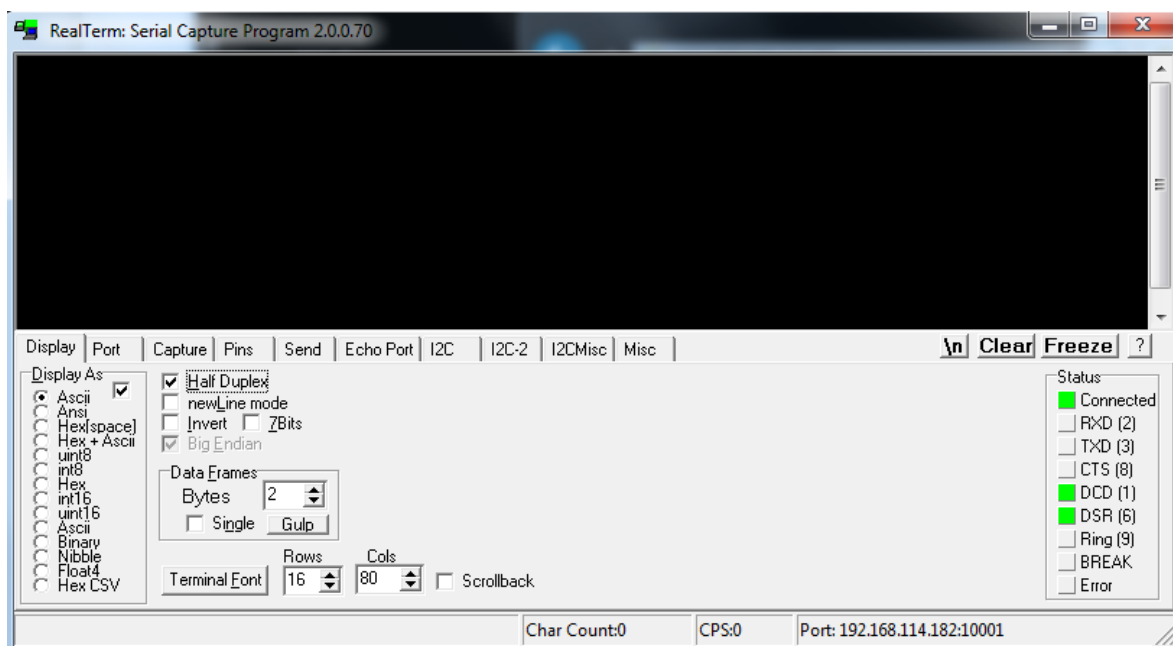 RealTerm: Serial Capture Program 2.0.0.70
Display Port Capture Pins Send Echo Port I2C I2C-2 I2CMisc Misc \n Clear Freeze ?
Display As
Ascii
Ansi
Hex[space]
Hex + Ascii
uint8
int8
Hex
int16
uint16
Ascii
Binary
Nibble
Float4
Hex CSV
Half Duplex
newLine mode
Invert 7Bits
Big Endian
Data Frames
Bytes 2
Single Gulp
Rows Cols
Terminal Font 16 80 Scrollback
Status
Connected
RXD (2)
TXD (3)
CTS (8)
DCD (1)
DSR (6)
Ring (9)
BREAK
Error
Char Count:0 CPS:0 Port: 192.168.114.182:10001